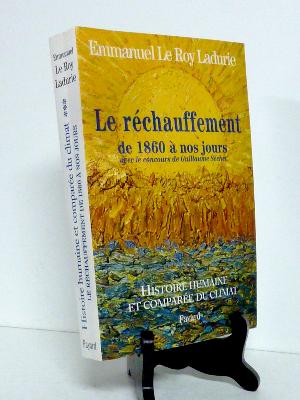 Emmanuel Le Roy Ladurie
Le réchauffement
de 1860 à nos jours
avec le concours de Guillaume Séchet
HISTOIRE HUMAINE
ET COMPARÉE DU CLIMAT
Fayard
Emmanuel
Le Roy
Ladurie
***
Histoire humaine et comparée du climat
LE RÉCHAUFFEMENT DE 1860 À NOS JOURS
Fayard